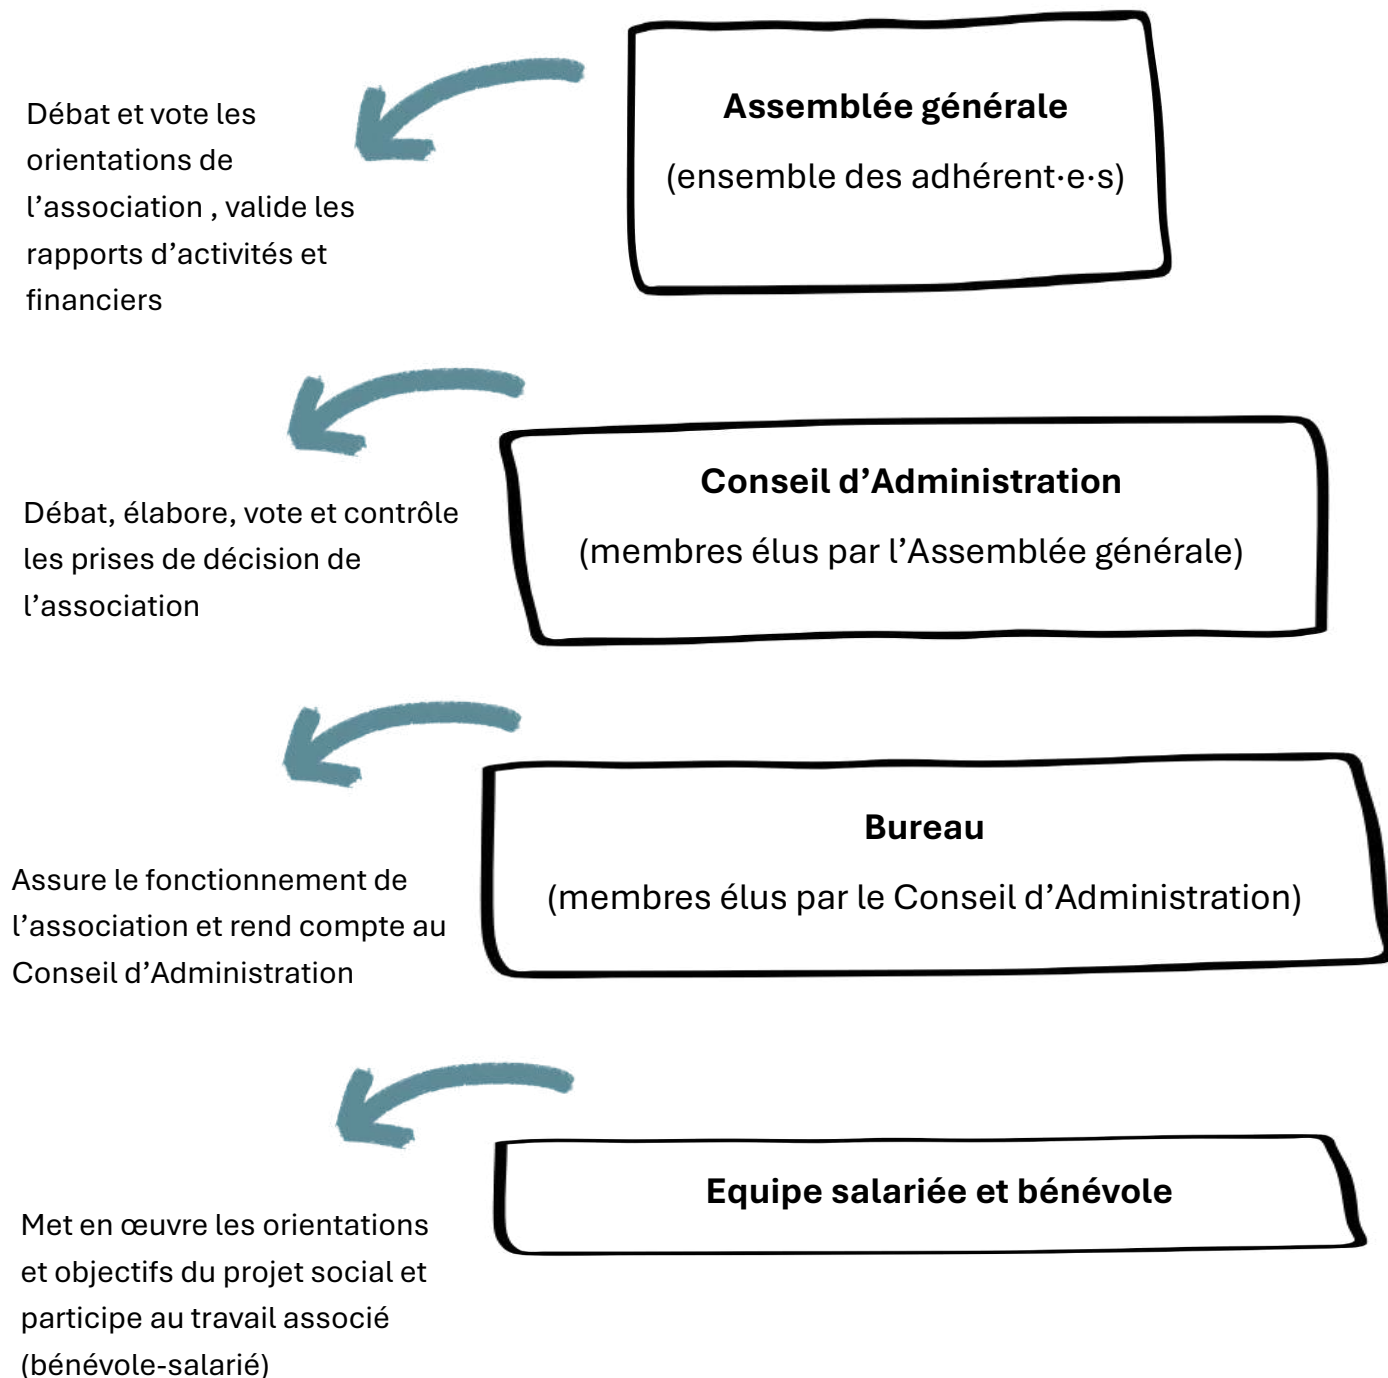 Assemblée générale
(ensemble des adhérent·e·s)
Débat et vote les
orientations de
l’association , valide les
rapports d’activités et
financiers
Conseil d’Administration
(membres élus par l’Assemblée générale)
Débat, élabore, vote et contrôle
les prises de décision de
l’association
Bureau
(membres élus par le Conseil d’Administration)
Assure le fonctionnement de
l’association et rend compte au
Conseil d’Administration
Equipe salariée et bénévole
Met en œuvre les orientations
et objectifs du projet social et
participe au travail associé
(bénévole-salarié)